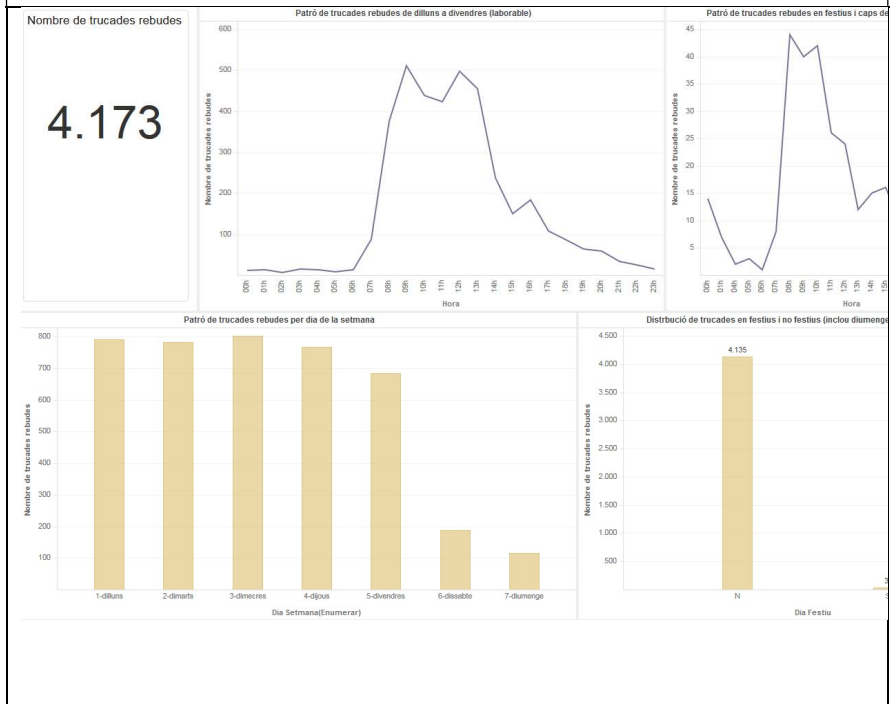 Nombre de trucades rebudes
4.173
Patró de trucades rebudes de dilluns a divendres (laborable)
Nombre de trucades rebudes
600
500
400
300
200
100
00h 01h 02h 03h 04h 05h 06h 07h 08h 09h 10h 11h 12h 13h 14h 15h 16h 17h 18h 19h 20h 21h 22h 23h
Hora
Patró de trucades rebudes en festius i caps de
Nombre de trucades rebudes
45
40
35
30
25
20
15
10
5
00h 01h 02h 03h 04h 05h 06h 07h 08h 09h 10h 11h 12h 13h 14h 15h
Hora
Patró de trucades rebudes per dia de la setmana
Nombre de trucades rebudes
800
700
600
500
400
300
200
100
1-dilluns 2-dimarts 3-dimecres 4-dijous 5-divendres 6-dissabte 7-diumenge
Dia Setmana(Enumerar)
Distrbució de trucades en festius i no festius (inclou diumenge
Nombre de trucades rebudes
4.500
4.000
3.500
3.000
2.500
2.000
1.500
1.000
500
4.135
N
Dia Festiu